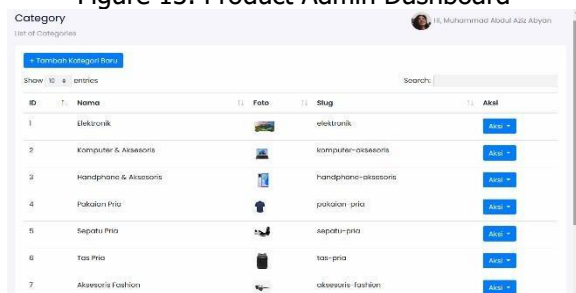 Figure 13. Product Admin Dashboard
Category
Hi, Muhammad Abdul Aziz Abyan
List of Categories
+ Tambah Kategori Baru
Show 10 entries
Search:
ID Nama Foto Slug Aksi
1 Elektronik elektronik Aksi
2 Komputer & Aksesoris komputer-aksesoris Aksi
3 Handphone & Aksesoris handphone-aksesoris Aksi
4 Pakaian Pria pakaian-pria Aksi
5 Sepatu Pria sepatu-pria Aksi
6 Tas Pria tas-pria Aksi
7 Aksesoris Fashion aksesoris-fashion Aksi